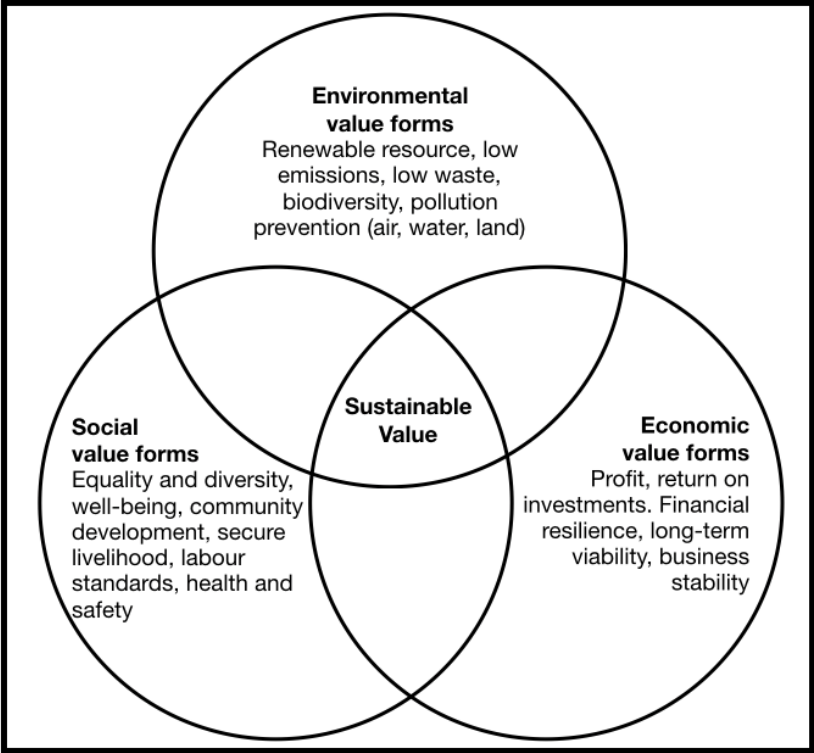 Environmental
value forms
Renewable resource, low
emissions, low waste,
biodiversity, pollution
prevention (air, water, land)
Sustainable
Value
Social
value forms
Equality and diversity,
well-being, community
development, secure
livelihood, labour
standards, health and
safety
Economic
value forms
Profit, return on
investments. Financial
resilience, long-term
viability, business
stability